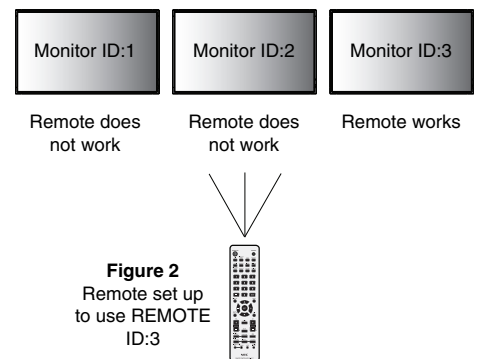 Monitor ID:1
Monitor ID:2
Monitor ID:3
Remote does
not work
Remote does
not work
Remote works
Figure 2
Remote set up
to use REMOTE
ID:3